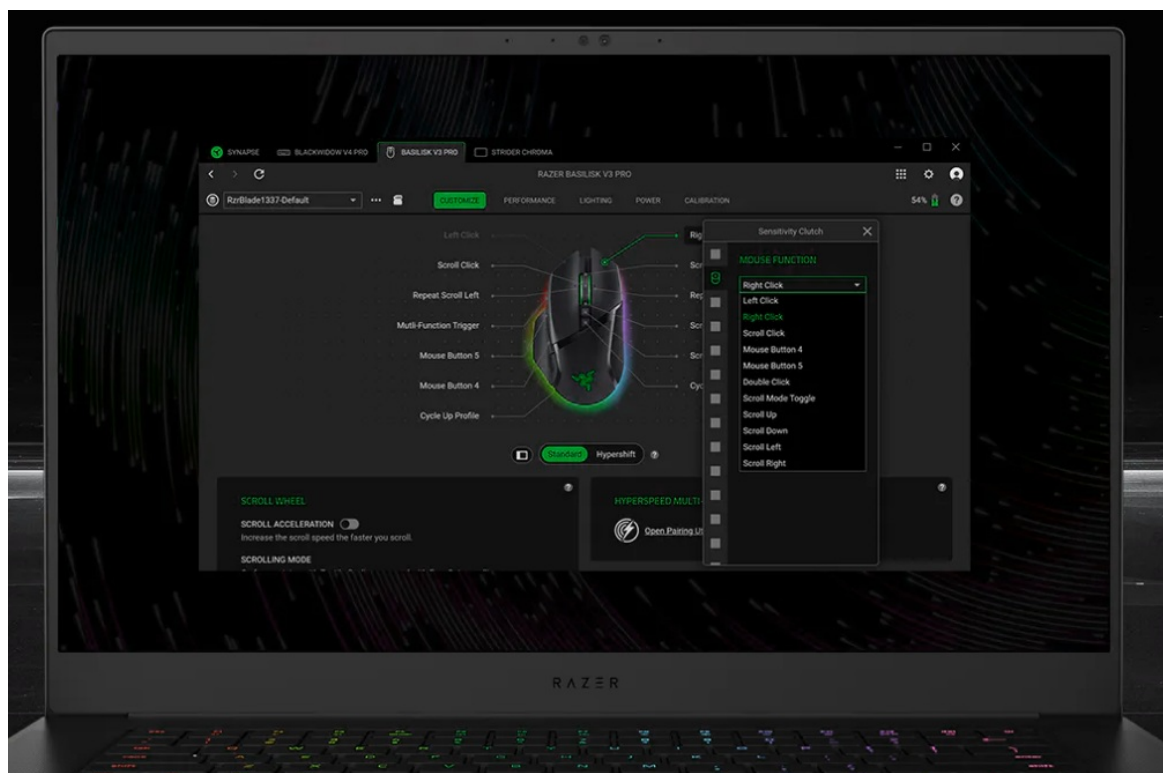 SYNAPSE BLACKWIDOW V4 PRO BASILISK V3 PRO STRIDER CHROMA
RAZER BASILISK V3 PRO
RzrBlade1337-Default CUSTOMIZE PERFORMANCE LIGHTING POWER CALIBRATION 54%
Left Click
Scroll Click
Repeat Scroll Left
Mutli-Function Trigger
Mouse Button 5
Mouse Button 4
Cycle Up Profile
Standard Hypershift
Sensitivity Clutch
MOUSE FUNCTION
Right Click
Left Click
Right Click
Scroll Click
Mouse Button 4
Mouse Button 5
Double Click
Scroll Mode Toggle
Scroll Up
Scroll Down
Scroll Left
Scroll Right
SCROLL WHEEL
SCROLL ACCELERATION
Increase the scroll speed the faster you scroll.
SCROLLING MODE
HYPERSPEED MULTI-
Open Pairing Ut
RAZER